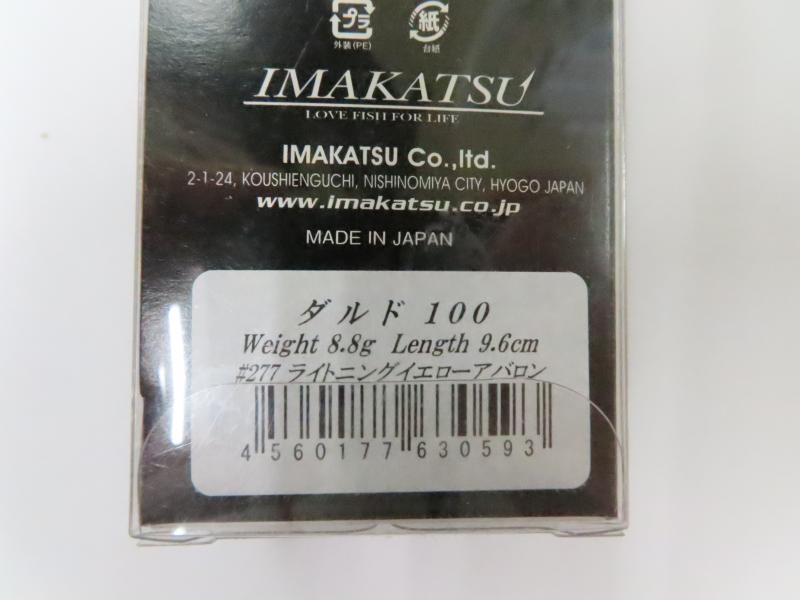 プラ 紙
外装(PE) 台紙
IMAKATSU
LOVE FISH FOR LIFE
IMAKATSU Co.,ltd.
2-1-24, KOUSHIENGUCHI, NISHINOMIYA CITY, HYOGO JAPAN
www.imakatsu.co.jp
MADE IN JAPAN
ダルド 100
Weight 8.8g Length 9.6cm
#277 ライトニングイエローアバロン
4 560177 630593